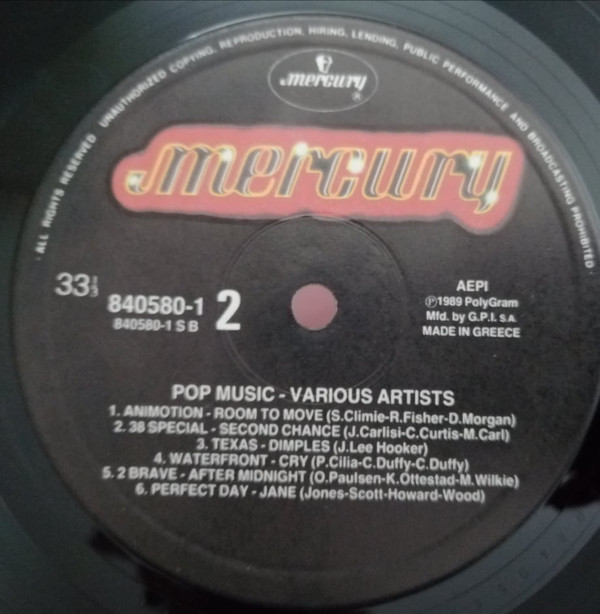 · ALL RIGHTS RESERVED · UNAUTHORIZED COPYING, REPRODUCTION, HIRING, LENDING, PUBLIC PERFORMANCE AND BROADCASTING PROHIBITED ·
mercury
®
mercury
33⅓
840580-1
840580-1 S B
2
AEPI
℗1989 PolyGram
Mfd. by G.P.I. S.A.
MADE IN GREECE
POP MUSIC - VARIOUS ARTISTS
1. ANIMOTION - ROOM TO MOVE (S.Climie-R.Fisher-D.Morgan)
2. 38 SPECIAL - SECOND CHANCE (J.Carlisi-C.Curtis-M.Carl)
3. TEXAS - DIMPLES (J.Lee Hooker)
4. WATERFRONT - CRY (P.Cilia-C.Duffy-C.Duffy)
5. 2 BRAVE - AFTER MIDNIGHT (O.Paulsen-K.Ottestad-M.Wilkie)
6. PERFECT DAY - JANE (Jones-Scott-Howard-Wood)